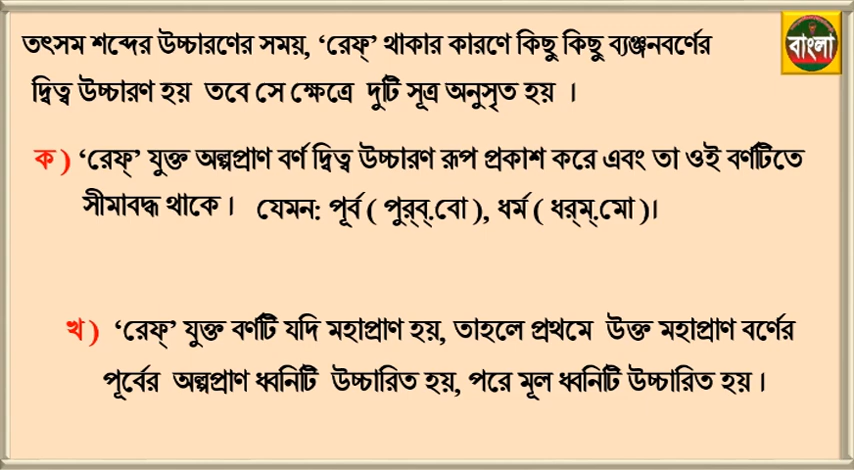 তৎসম শব্দের উচ্চারণের সময়, ‘রেফ্’ থাকার কারণে কিছু কিছু ব্যঞ্জনবর্ণের
বাংলা
দ্বিত্ব উচ্চারণ হয় তবে সে ক্ষেত্রে দুটি সূত্র অনুসৃত হয় ।
ক ) ‘রেফ্’ যুক্ত অল্পপ্রাণ বর্ণ দ্বিত্ব উচ্চারণ রূপ প্রকাশ করে এবং তা ওই বর্ণটিতে
সীমাবদ্ধ থাকে। যেমন: পূর্ব ( পুর্‌ব্.বো ), ধর্ম ( ধর্‌ম্.মো )।
খ ) ‘রেফ্’ যুক্ত বর্ণটি যদি মহাপ্রাণ হয়, তাহলে প্রথমে উক্ত মহাপ্রাণ বর্ণের
পূর্বের অল্পপ্রাণ ধ্বনিটি উচ্চারিত হয়, পরে মূল ধ্বনিটি উচ্চারিত হয়।